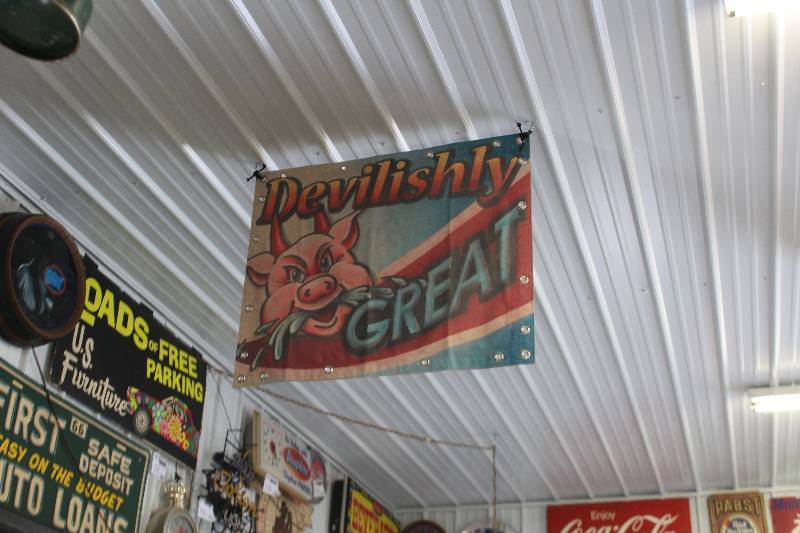 Devilishly
GREAT
LOADS OF FREE
PARKING
U.S.
Furniture
FIRST
66
SAFE
DEPOSIT
EASY ON THE BUDGET
AUTO LOANS
Enjoy
Coca-Cola
PABST